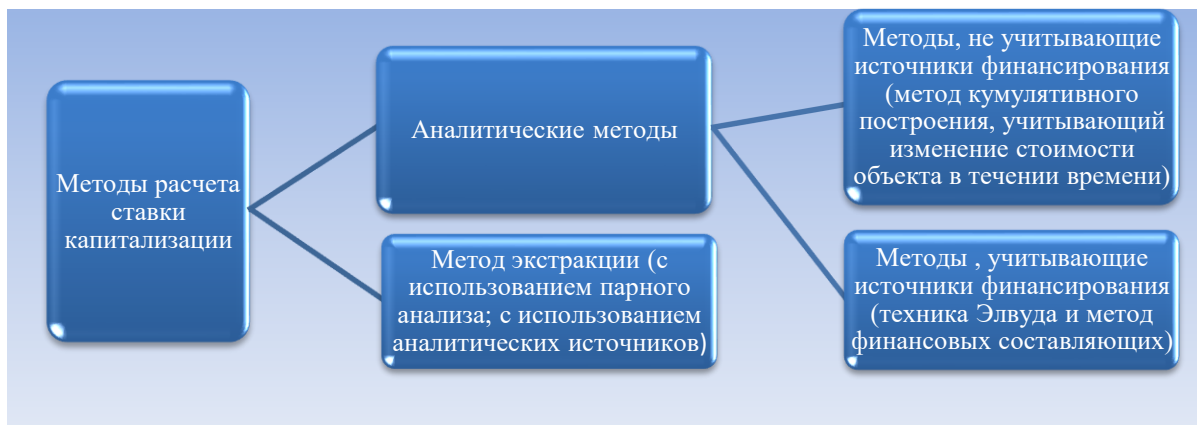 Методы расчета
ставки
капитализации
Аналитические методы
Метод экстракции (с
использованием парного
анализа; с использованием
аналитических источников)
Методы, не учитывающие
источники финансирования
(метод кумулятивного
построения, учитывающий
изменение стоимости
объекта в течении времени)
Методы , учитывающие
источники финансирования
(техника Элвуда и метод
финансовых составляющих)